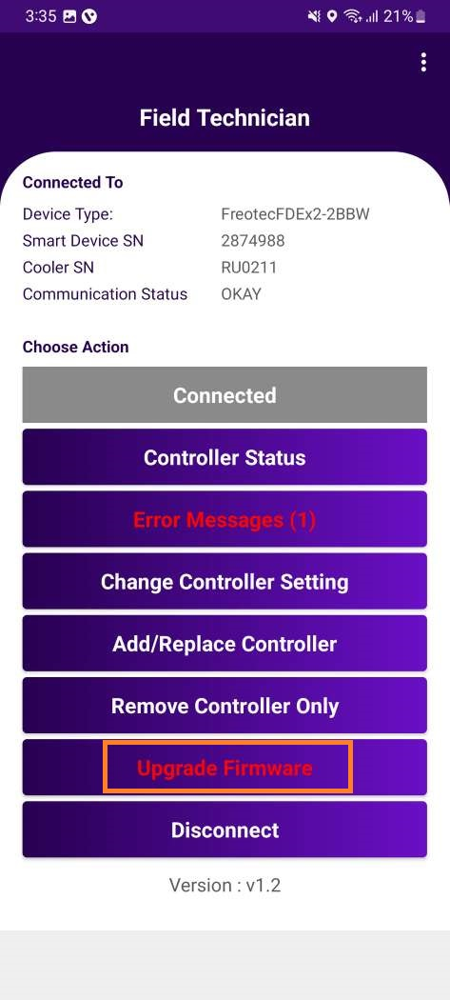 3:35 21%
Field Technician
Connected To
Device Type: FreotecFDEx2-2BBW
Smart Device SN 2874988
Cooler SN RU0211
Communication Status OKAY
Choose Action
Connected
Controller Status
Error Messages (1)
Change Controller Setting
Add/Replace Controller
Remove Controller Only
Upgrade Firmware
Disconnect
Version : v1.2